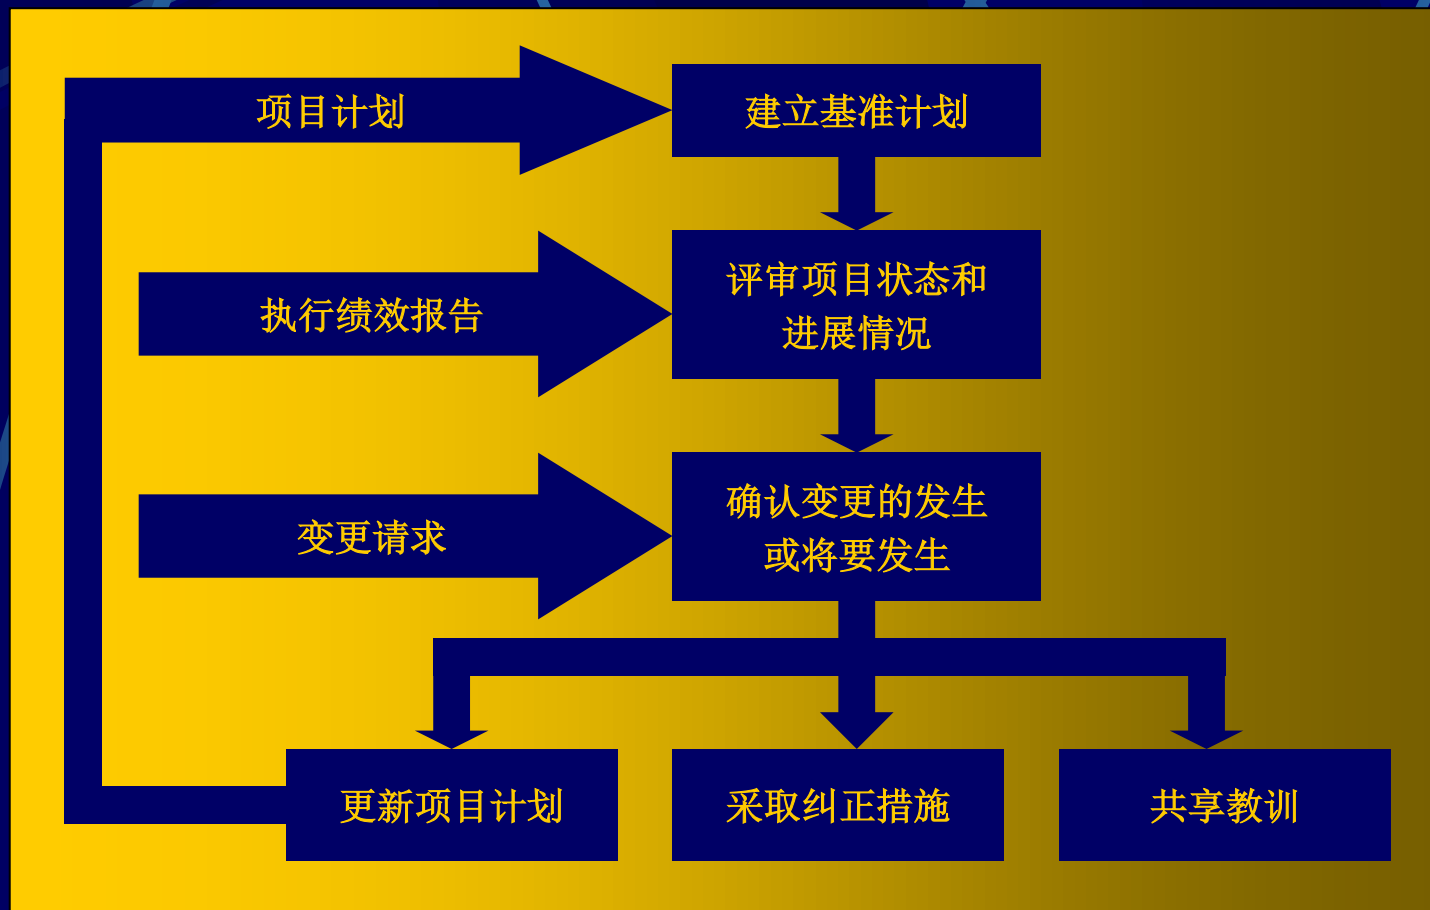 项目计划
建立基准计划
执行绩效报告
评审项目状态和
进展情况
变更请求
确认变更的发生
或将要发生
更新项目计划
采取纠正措施
共享教训